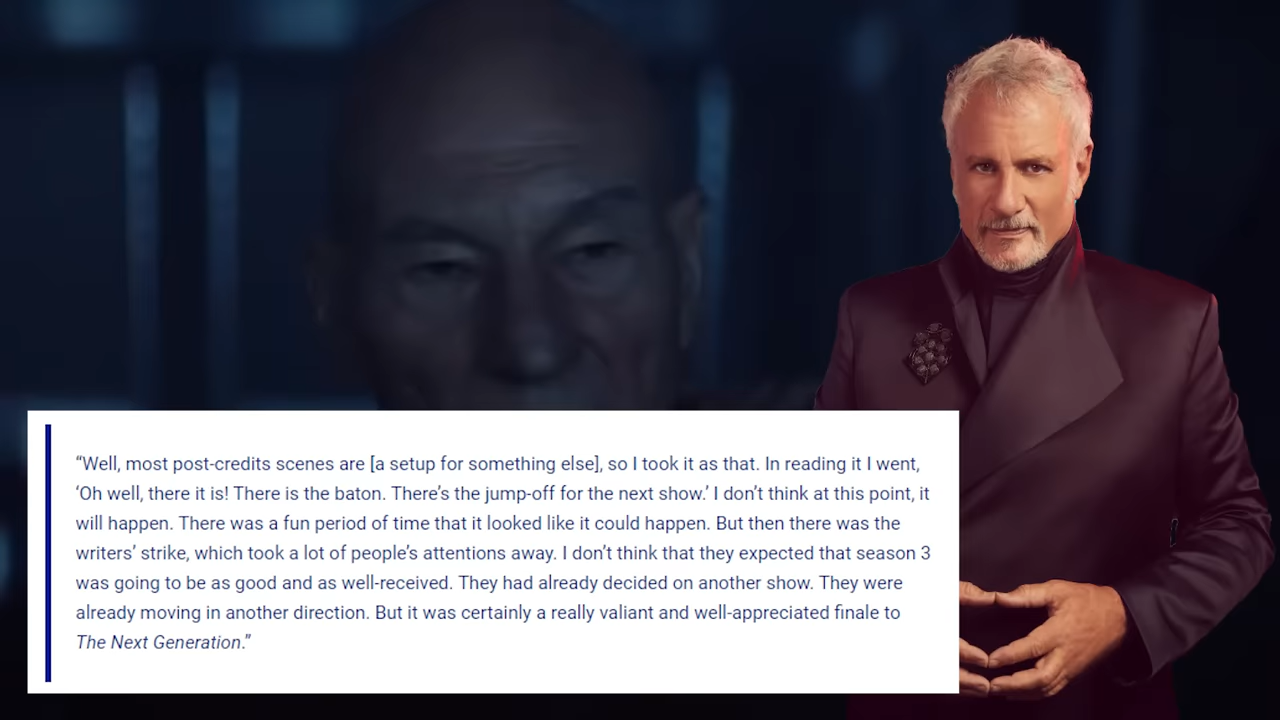 “Well, most post-credits scenes are [a setup for something else], so I took it as that. In reading it I went,
‘Oh well, there it is! There is the baton. There’s the jump-off for the next show.’ I don’t think at this point, it
will happen. There was a fun period of time that it looked like it could happen. But then there was the
writers’ strike, which took a lot of people’s attentions away. I don’t think that they expected that season 3
was going to be as good and as well-received. They had already decided on another show. They were
already moving in another direction. But it was certainly a really valiant and well-appreciated finale to
The Next Generation.”